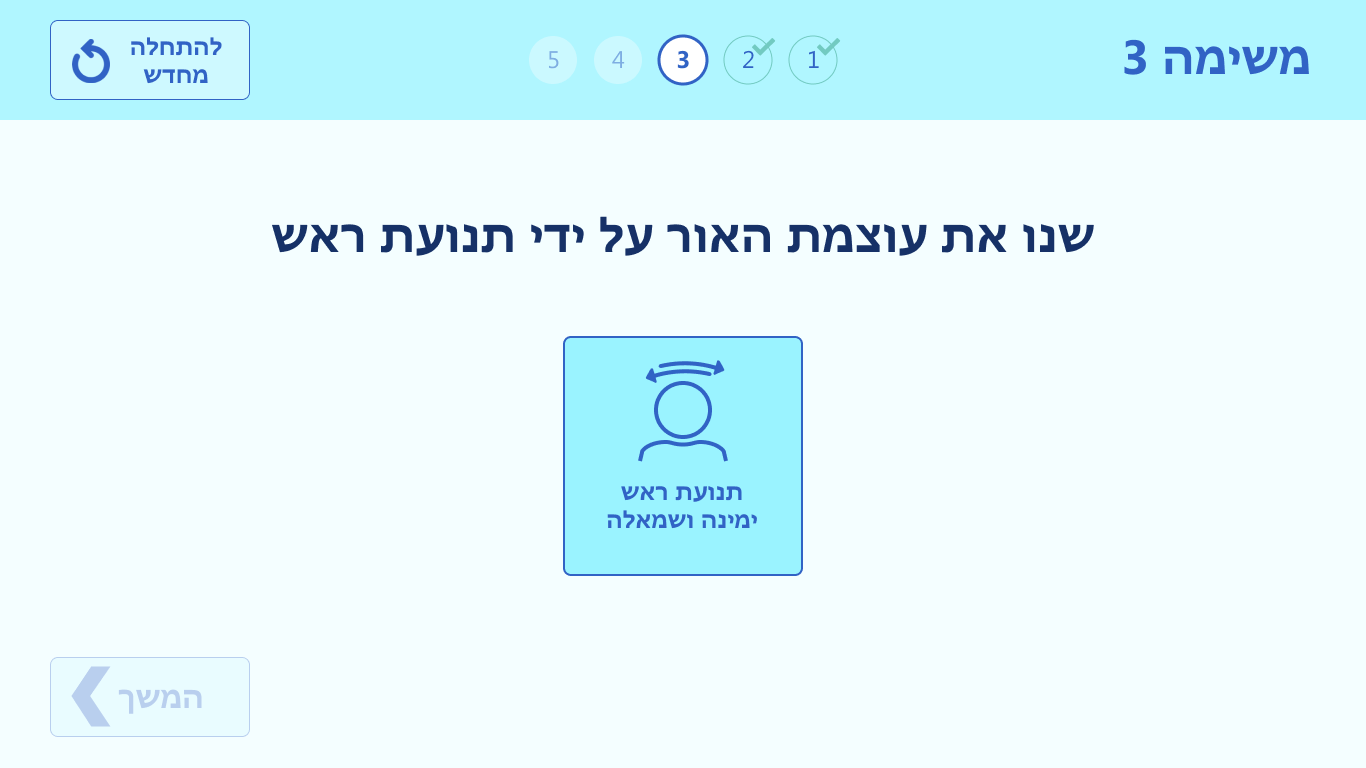 משימה 3
1
2
3
4
5
להתחלה
מחדש
שנו את עוצמת האור על ידי תנועת ראש
תנועת ראש
ימינה ושמאלה
המשך